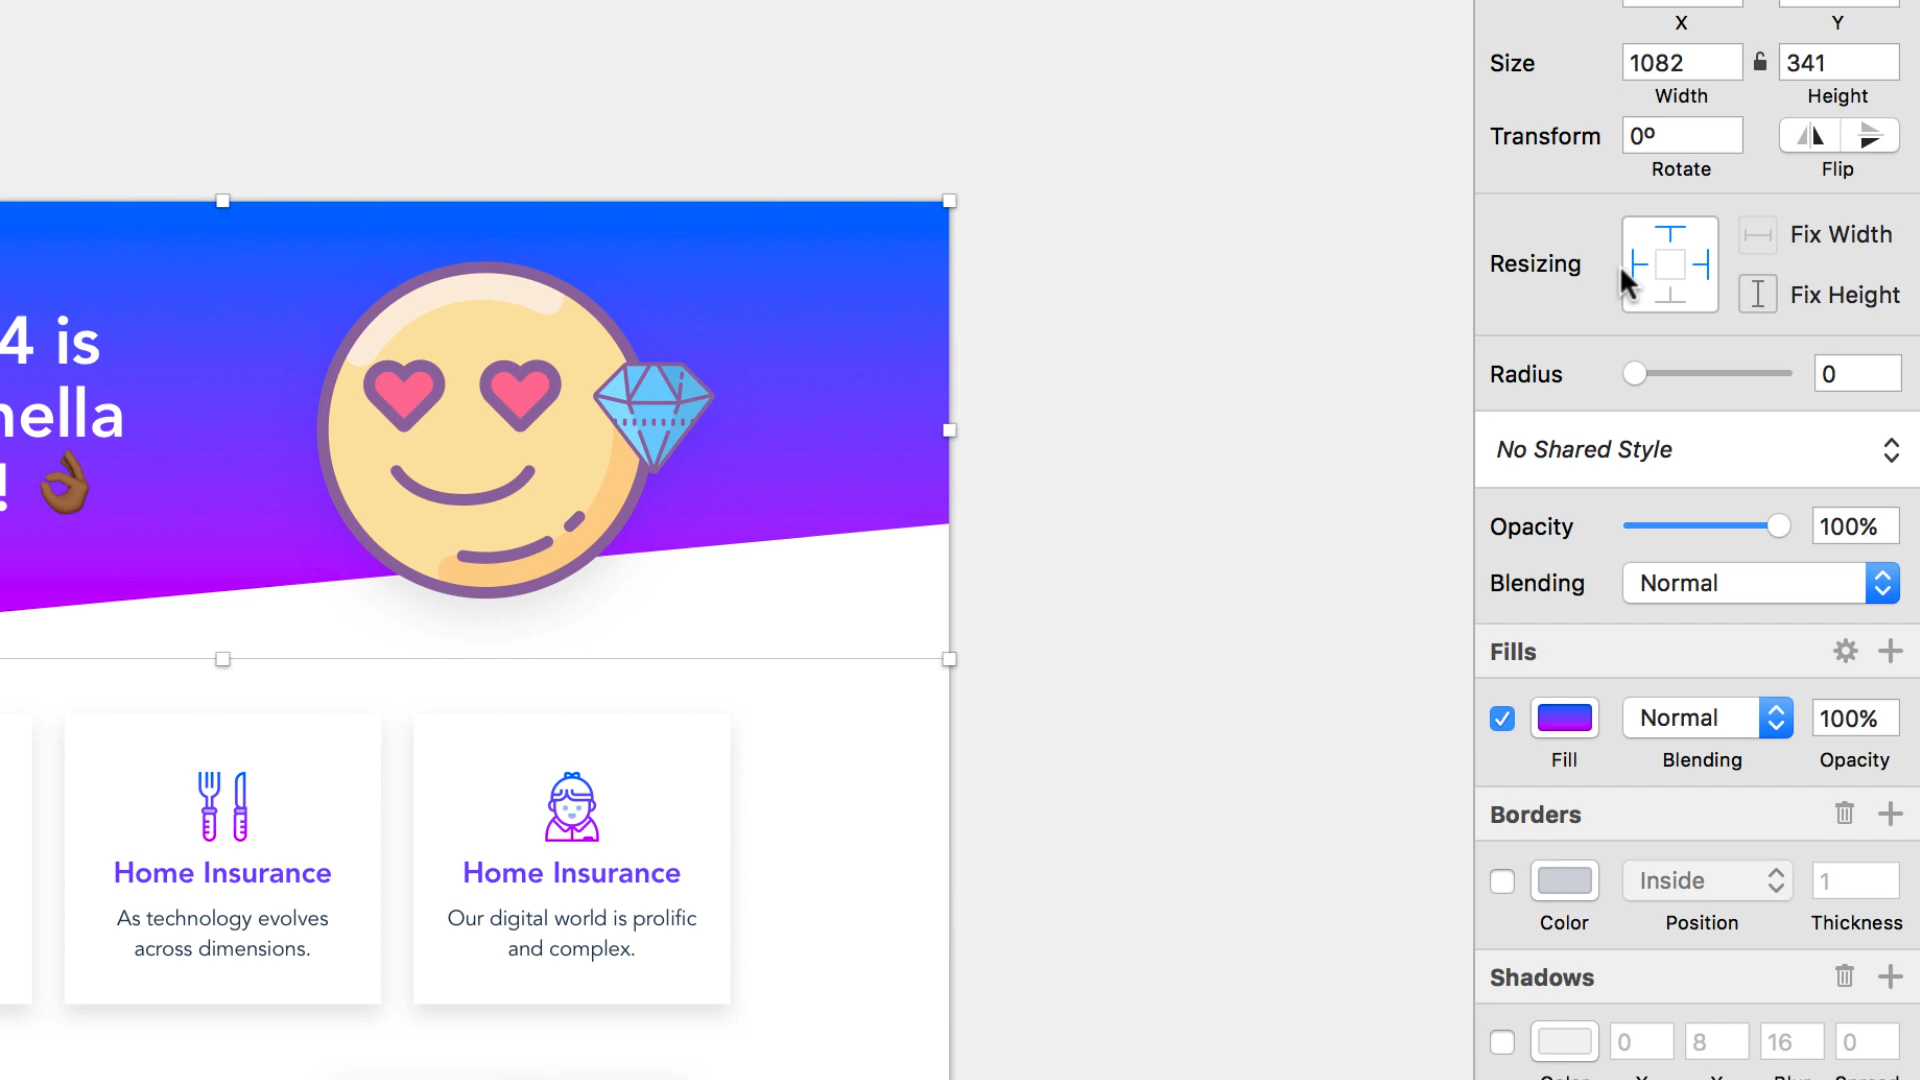 X
Y
Size
1082
341
Width
Height
Transform
0º
Rotate
Flip
Resizing
Fix Width
Fix Height
Radius
0
No Shared Style
Opacity
100%
Blending
Normal
Fills
Normal
100%
Fill
Blending
Opacity
Borders
Inside
1
Color
Position
Thickness
Shadows
0
8
16
0
4 is
nella
!
Home Insurance
As technology evolves
across dimensions.
Home Insurance
Our digital world is prolific
and complex.